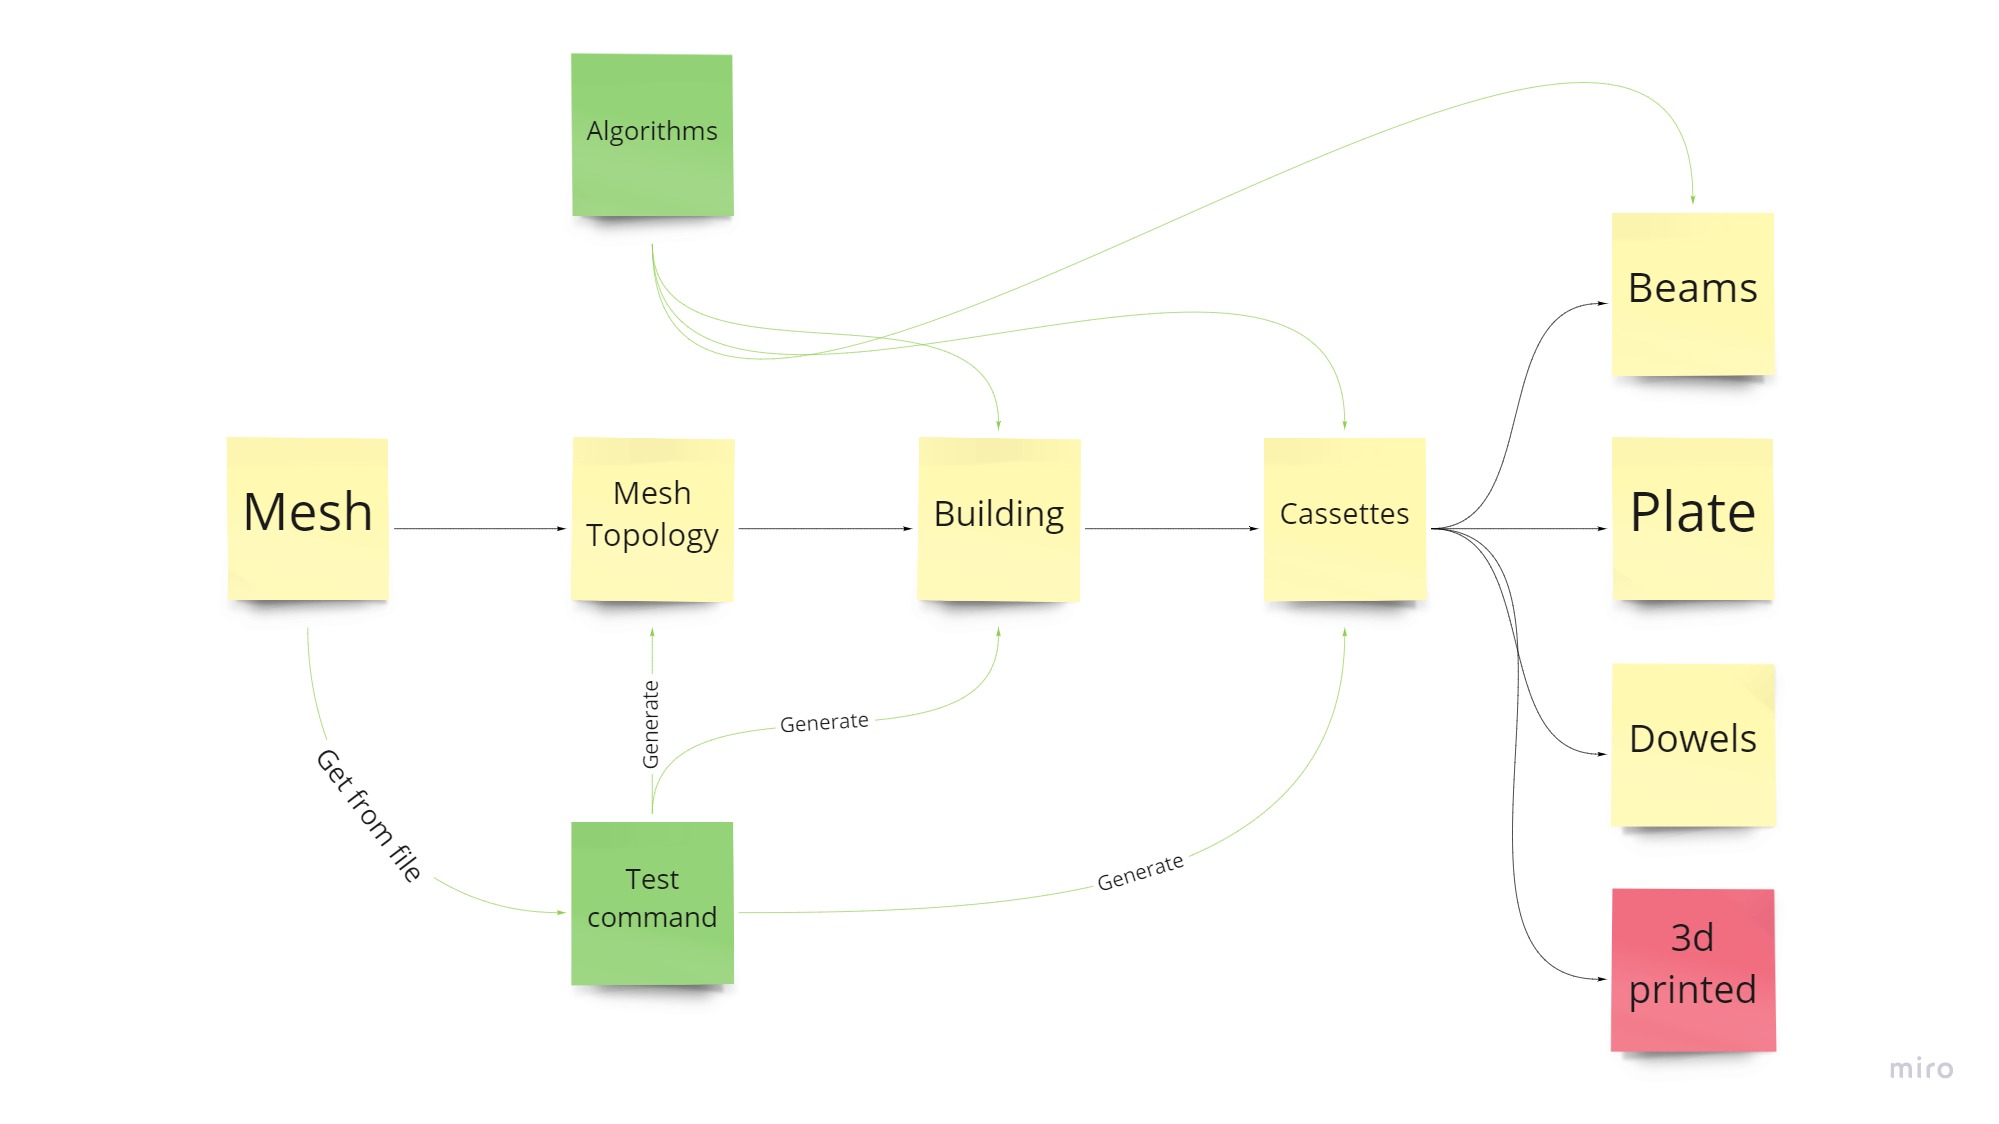 Algorithms
Beams
Mesh
Mesh
Topology
Building
Cassettes
Plate
Generate
Generate
Get from file
Dowels
Test
command
Generate
3d
printed
miro